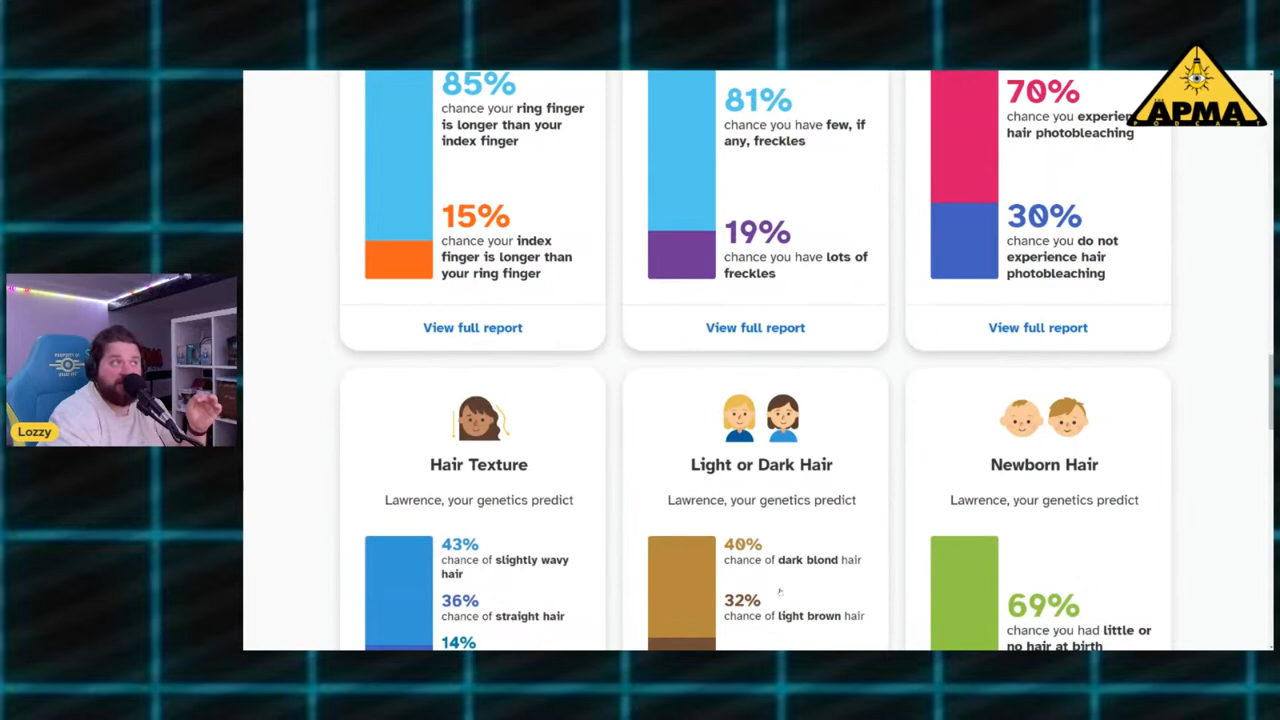 85%
chance your ring finger
is longer than your
index finger
15%
chance your index
finger is longer than
your ring finger
View full report
81%
chance you have few, if
any, freckles
19%
chance you have lots of
freckles
View full report
70%
chance you
hair photobleaching
30%
chance you do not
experience hair
photobleaching
View full report
THE
APMA
PODCAST
PROPERTY OF
Lozzy
Hair Texture
Lawrence, your genetics predict
43%
chance of slightly wavy
hair
36%
chance of straight hair
14%
Light or Dark Hair
Lawrence, your genetics predict
40%
chance of dark blond hair
32%
chance of light brown hair
Newborn Hair
Lawrence, your genetics predict
69%
chance you had little or
no hair at birth